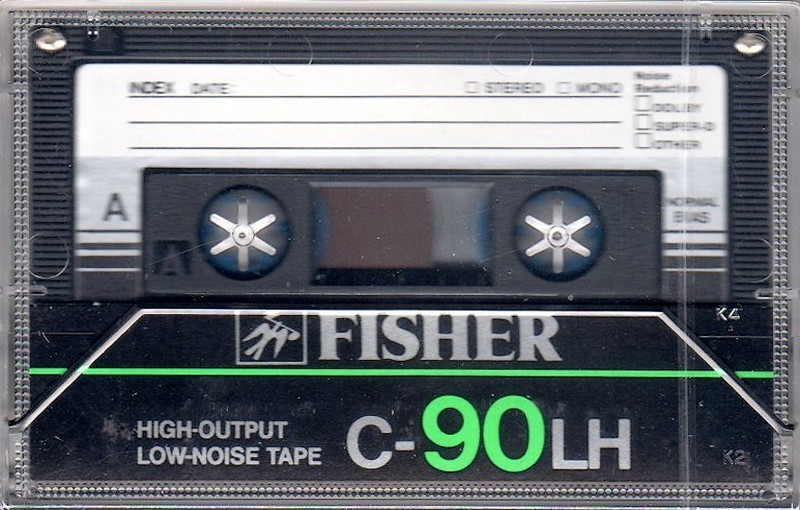 INDEX DATE: □ STEREO □ MONO
Noise
Reduction
□ DOLBY
□ SUPER-D
□ OTHER
A
NORMAL
BIAS
A
FISHER
K4
HIGH-OUTPUT
LOW-NOISE TAPE
C-90LH
K2